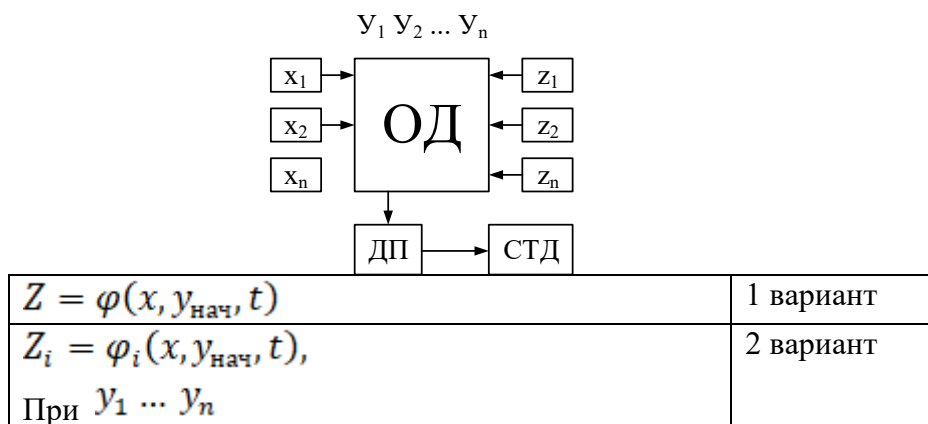 У₁ У₂ ... Уₙ
x₁ z₁
x₂ ОД z₂
xₙ zₙ
ДП СТД
Z = φ(x, yнач, t) 1 вариант
Zᵢ = φᵢ(x, yнач, t), 2 вариант
При y₁ ... yₙ